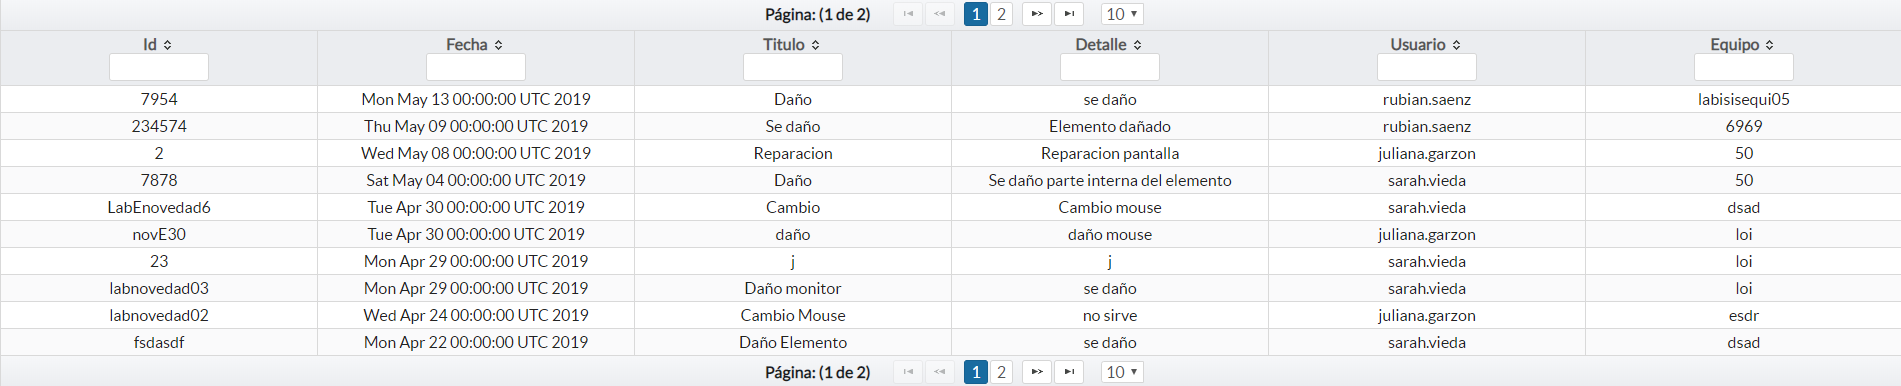 Página: (1 de 2) 1 2 10
Id Fecha Titulo Detalle Usuario Equipo
7954 Mon May 13 00:00:00 UTC 2019 Daño se daño rubian.saenz labisisequi05
234574 Thu May 09 00:00:00 UTC 2019 Se daño Elemento dañado rubian.saenz 6969
2 Wed May 08 00:00:00 UTC 2019 Reparacion Reparacion pantalla juliana.garzon 50
7878 Sat May 04 00:00:00 UTC 2019 Daño Se daño parte interna del elemento sarah.vieda 50
LabEnovedad6 Tue Apr 30 00:00:00 UTC 2019 Cambio Cambio mouse sarah.vieda dsad
novE30 Tue Apr 30 00:00:00 UTC 2019 daño daño mouse juliana.garzon loi
23 Mon Apr 29 00:00:00 UTC 2019 j j sarah.vieda loi
labnovedad03 Mon Apr 29 00:00:00 UTC 2019 Daño monitor se daño sarah.vieda loi
labnovedad02 Wed Apr 24 00:00:00 UTC 2019 Cambio Mouse no sirve juliana.garzon esdr
fsdasdf Mon Apr 22 00:00:00 UTC 2019 Daño Elemento se daño sarah.vieda dsad
Página: (1 de 2) 1 2 10